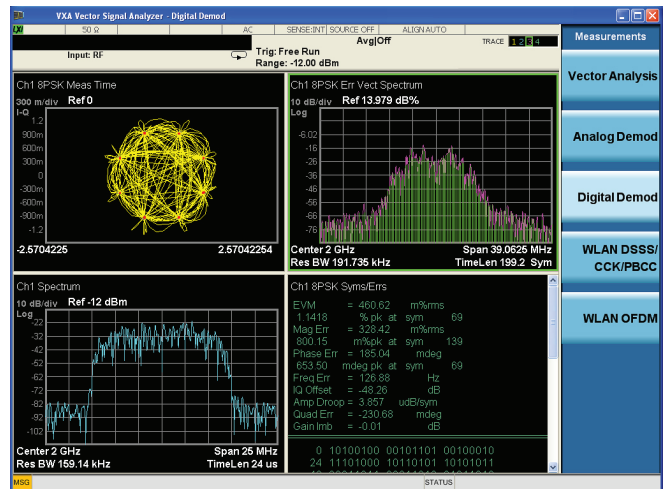 VXA Vector Signal Analyzer - Digital Demod
LXI 50 Ω AC SENSE:INT SOURCE OFF ALIGN AUTO
Avg|Off TRACE 1 2 3 4
Input: RF Trig: Free Run
Range: -12.00 dBm
Measurements
Vector Analysis
Analog Demod
Digital Demod
WLAN DSSS/
CCK/PBCC
WLAN OFDM
Ch1 8PSK Meas Time
300 m/div Ref 0
I-Q
1.2
900m
600m
300m
0
-300m
-600m
-900m
-1.2
-2.5704225 2.57042254
Ch1 8PSK Err Vect Spectrum
10 dB/div Ref 13.979 dB%
Log
-6.02
-16
-26
-36
-46
-56
-66
-76
Center 2 GHz Span 39.0625 MHz
Res BW 191.735 kHz TimeLen 199.2 Sym
Ch1 Spectrum
10 dB/div Ref -12 dBm
Log
-22
-32
-42
-52
-62
-72
-82
-92
-102
Center 2 GHz Span 25 MHz
Res BW 159.14 kHz TimeLen 24 us
Ch1 8PSK Syms/Errs
EVM = 460.62 m%rms
1.1418 % pk at sym 69
Mag Err = 328.42 m%rms
800.15 m%pk at sym 139
Phase Err = 185.04 mdeg
653.50 mdeg pk at sym 69
Freq Err = 126.88 Hz
IQ Offset = -48.26 dB
Amp Droop = 3.857 udB/sym
Quad Err = -230.68 mdeg
Gain Imb = -0.01 dB
0 10100100 00101101 00100010
24 11101000 10110101 10101011
MSG STATUS